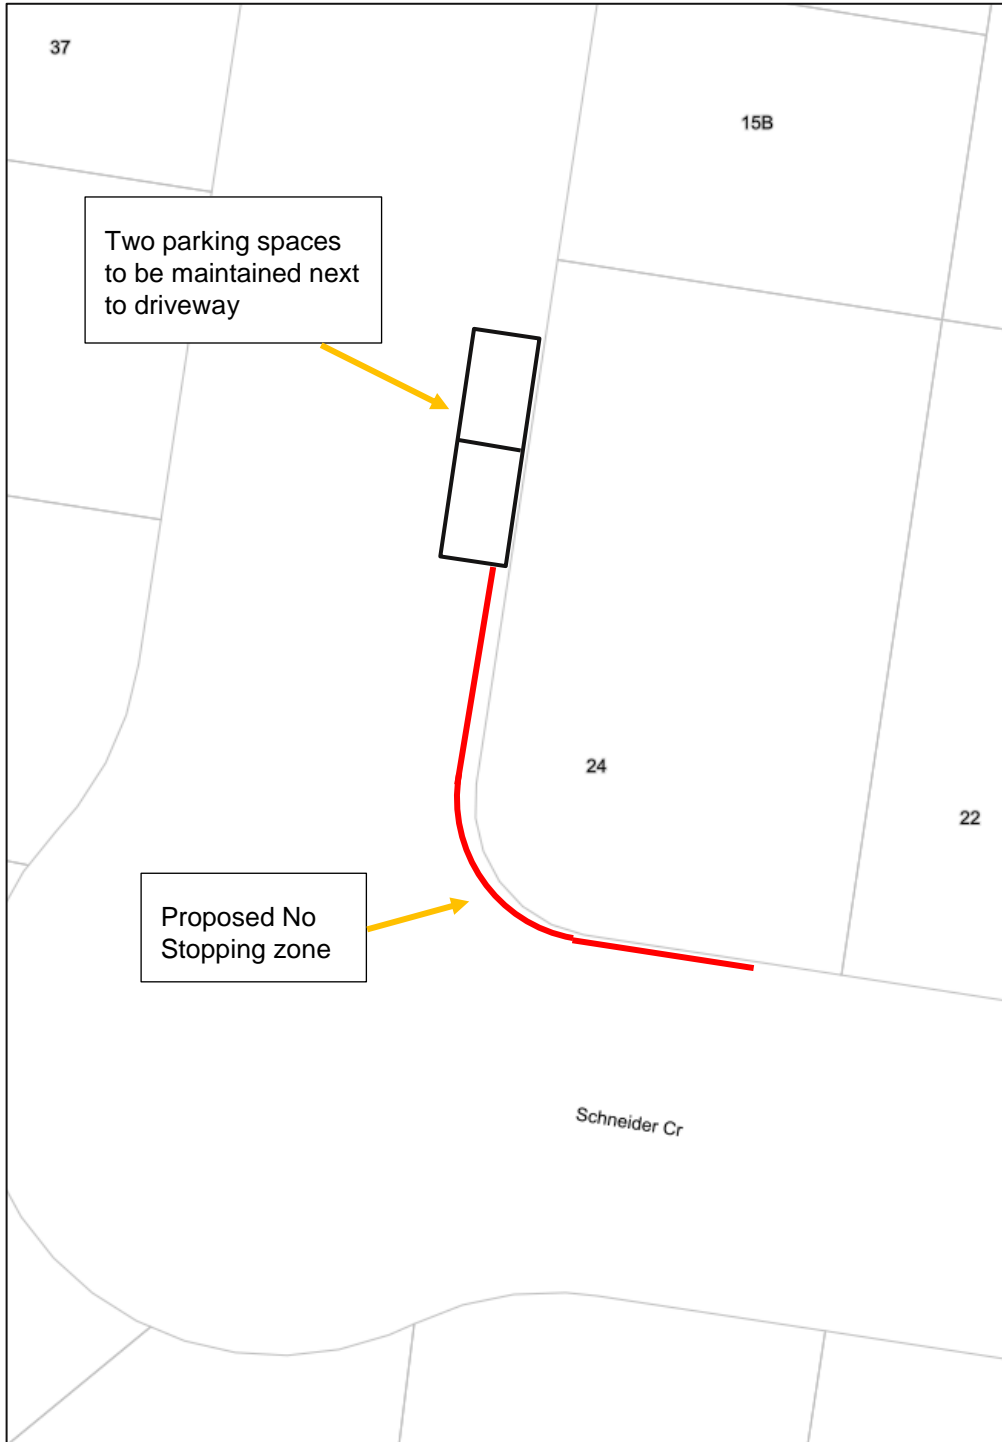 37
15B
Two parking spaces
to be maintained next
to driveway
24
22
Proposed No
Stopping zone
Schneider Cr